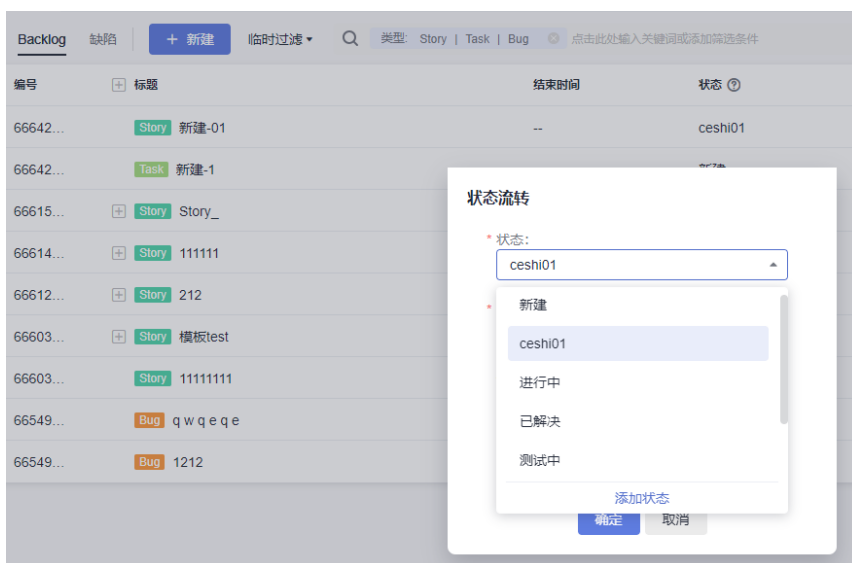 Backlog 缺陷 + 新建 临时过滤 类型: Story | Task | Bug 点击此处输入关键词或添加筛选条件
编号 标题 结束时间 状态
66642... Story 新建-01 -- ceshi01
66642... Task 新建-1 新建
66615... Story Story_
66614... Story 111111
66612... Story 212
66603... Story 模板test
66603... Story 11111111
66549... Bug q w q e q e
66549... Bug 1212
状态流转
* 状态:
ceshi01
*
新建
ceshi01
进行中
已解决
测试中
添加状态
确定 取消